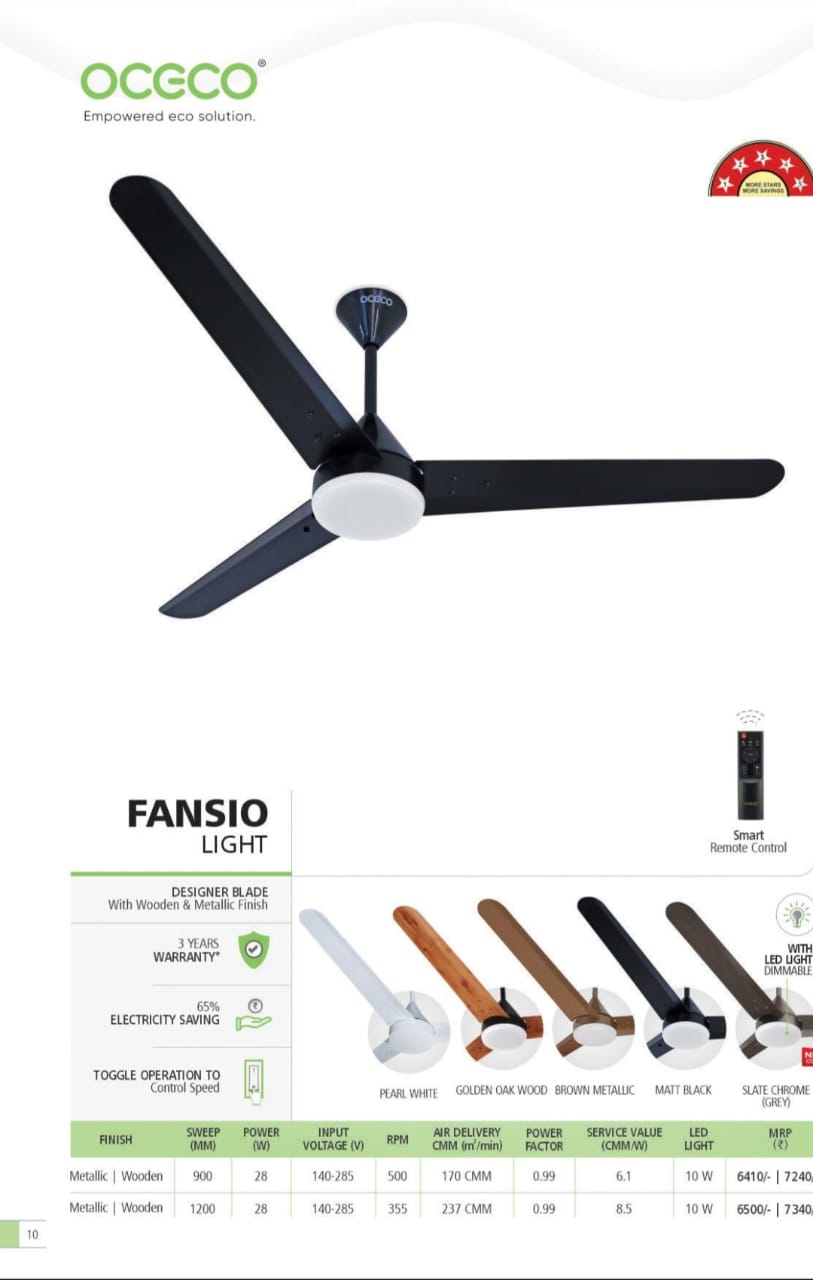 OCECO®
Empowered eco solution.
MORE STARS
MORE SAVINGS
OCECO
Smart
Remote Control
FANSIO
LIGHT
DESIGNER BLADE
With Wooden & Metallic Finish
3 YEARS
WARRANTY*
65%
ELECTRICITY SAVING
TOGGLE OPERATION TO
Control Speed
WITH
LED LIGHT
DIMMABLE
PEARL WHITE
GOLDEN OAK WOOD
BROWN METALLIC
MATT BLACK
SLATE CHROME
(GREY)
FINISH SWEEP (MM) POWER (W) INPUT VOLTAGE (V) RPM AIR DELIVERY CMM (m³/min) POWER FACTOR SERVICE VALUE (CMM/W) LED LIGHT MRP (₹)
Metallic | Wooden 900 28 140-285 500 170 CMM 0.99 6.1 10 W 6410/- | 7240/
Metallic | Wooden 1200 28 140-285 355 237 CMM 0.99 8.5 10 W 6500/- | 7340/
10